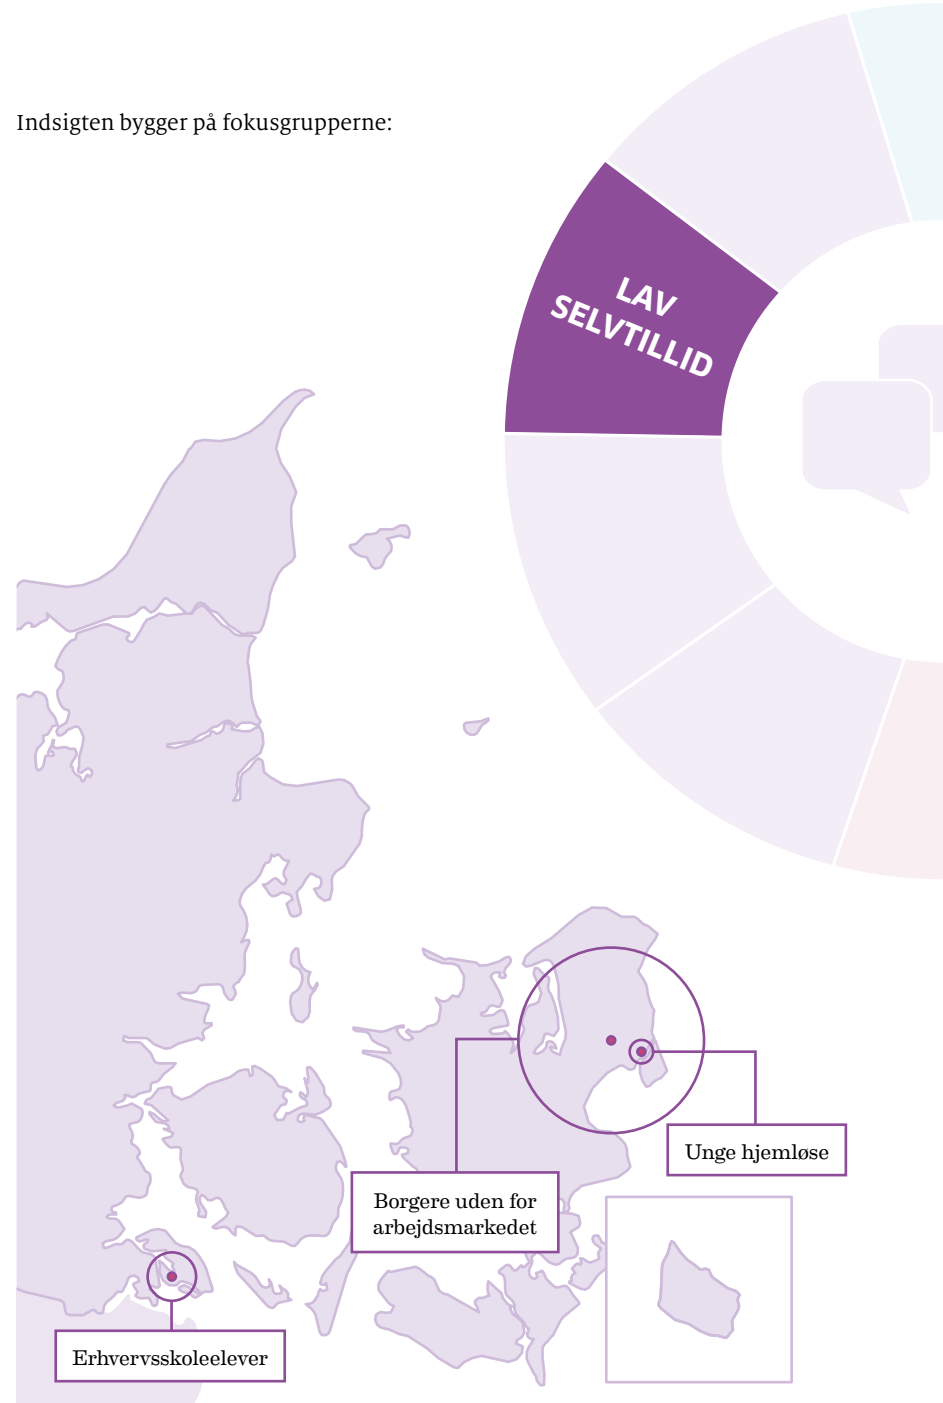 Indsigten bygger på fokusgrupperne:
LAV
SELVTILLID
Unge hjemløse
Borgere uden for
arbejdsmarkedet
Erhvervsskoleelever